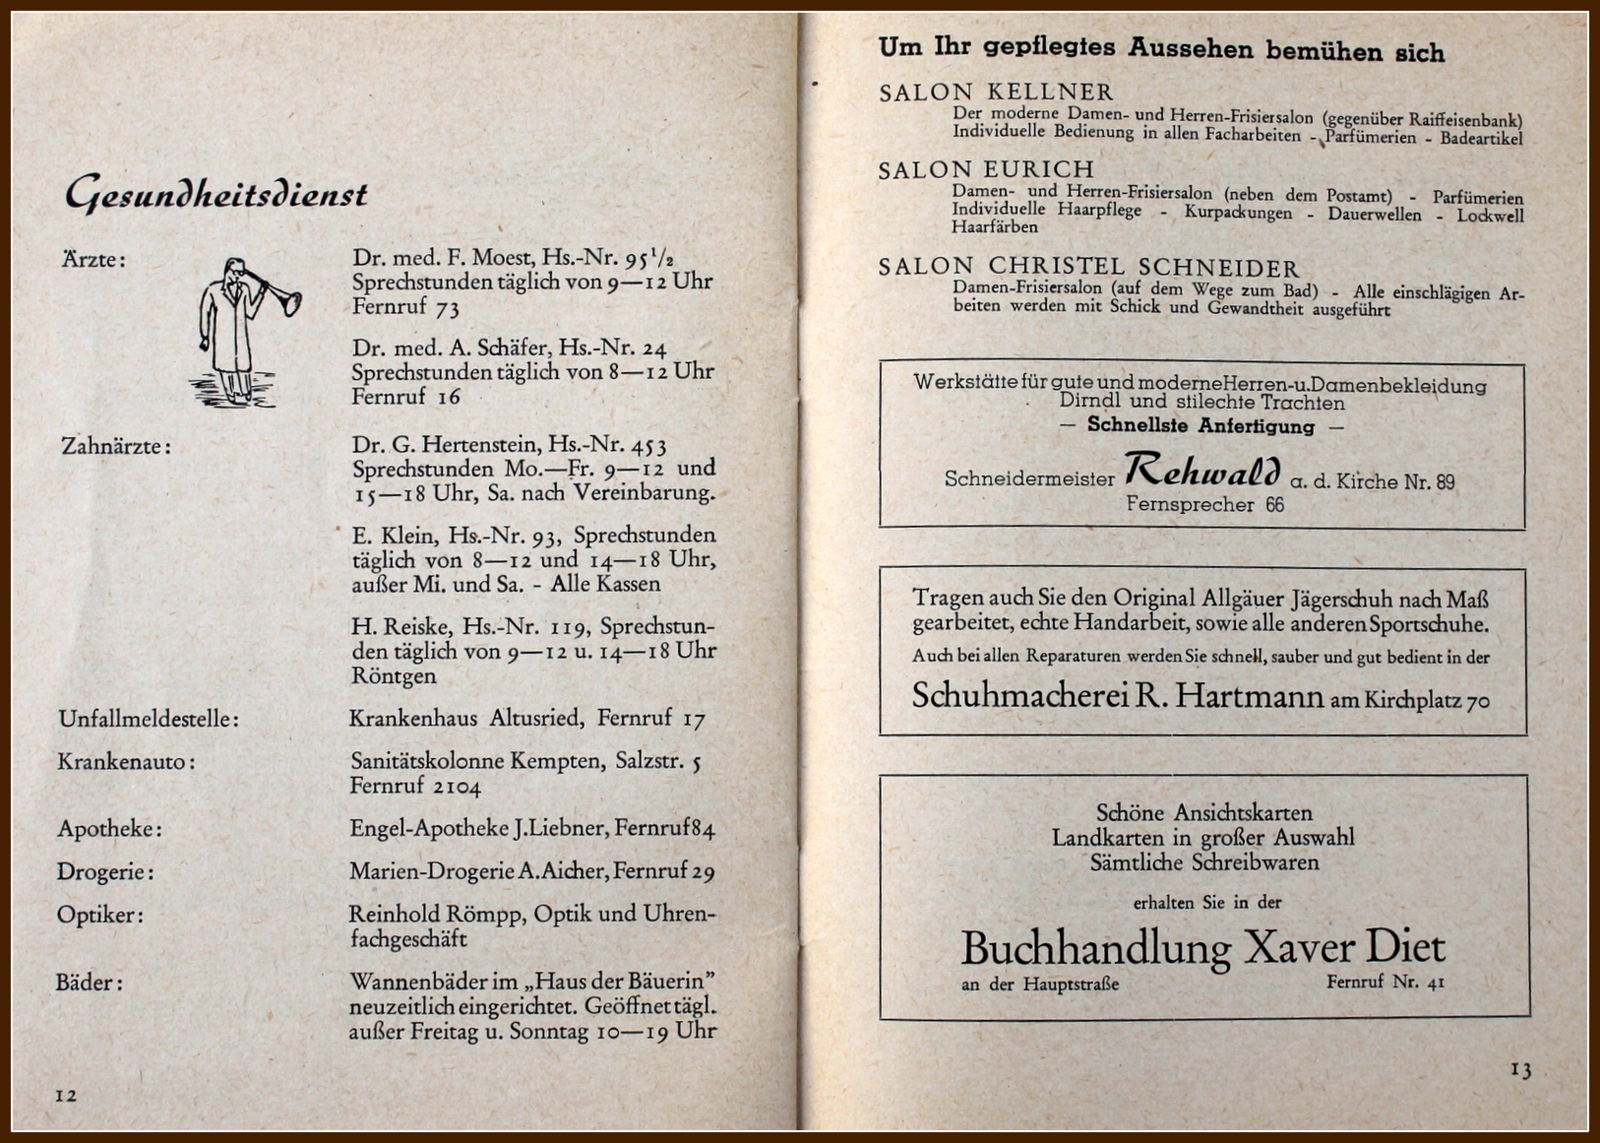 Gesundheitsdienst
Ärzte:
Dr. med. F. Moest, Hs.-Nr. 95 1/2
Sprechstunden täglich von 9—12 Uhr
Fernruf 73
Dr. med. A. Schäfer, Hs.-Nr. 24
Sprechstunden täglich von 8—12 Uhr
Fernruf 16
Zahnärzte:
Dr. G. Hertenstein, Hs.-Nr. 453
Sprechstunden Mo.—Fr. 9—12 und
15—18 Uhr, Sa. nach Vereinbarung.
E. Klein, Hs.-Nr. 93, Sprechstunden
täglich von 8—12 und 14—18 Uhr,
außer Mi. und Sa. - Alle Kassen
H. Reiske, Hs.-Nr. 119, Sprechstun-
den täglich von 9—12 u. 14—18 Uhr
Röntgen
Unfallmeldestelle: Krankenhaus Altusried, Fernruf 17
Krankenauto: Sanitätskolonne Kempten, Salzstr. 5
Fernruf 2104
Apotheke: Engel-Apotheke J. Liebner, Fernruf 84
Drogerie: Marien-Drogerie A. Aicher, Fernruf 29
Optiker: Reinhold Römpp, Optik und Uhren-
fachgeschäft
Bäder: Wannenbäder im „Haus der Bäuerin”
neuzeitlich eingerichtet. Geöffnet tägl.
außer Freitag u. Sonntag 10—19 Uhr
12
Um Ihr gepflegtes Aussehen bemühen sich
SALON KELLNER
Der moderne Damen- und Herren-Frisiersalon (gegenüber Raiffeisenbank)
Individuelle Bedienung in allen Facharbeiten - Parfümerien - Badeartikel
SALON EURICH
Damen- und Herren-Frisiersalon (neben dem Postamt) - Parfümerien
Individuelle Haarpflege - Kurpackungen - Dauerwellen - Lockwell
Haarfärben
SALON CHRISTEL SCHNEIDER
Damen-Frisiersalon (auf dem Wege zum Bad) - Alle einschlägigen Ar-
beiten werden mit Schick und Gewandtheit ausgeführt
Werkstätte für gute und moderne Herren-u. Damenbekleidung
Dirndl und stilechte Trachten
— Schnellste Anfertigung —
Schneidermeister Rehwald a. d. Kirche Nr. 89
Fernsprecher 66
Tragen auch Sie den Original Allgäuer Jägerschuh nach Maß
gearbeitet, echte Handarbeit, sowie alle anderen Sportschuhe.
Auch bei allen Reparaturen werden Sie schnell, sauber und gut bedient in der
Schuhmacherei R. Hartmann am Kirchplatz 70
Schöne Ansichtskarten
Landkarten in großer Auswahl
Sämtliche Schreibwaren
erhalten Sie in der
Buchhandlung Xaver Diet
an der Hauptstraße Fernruf Nr. 41
13